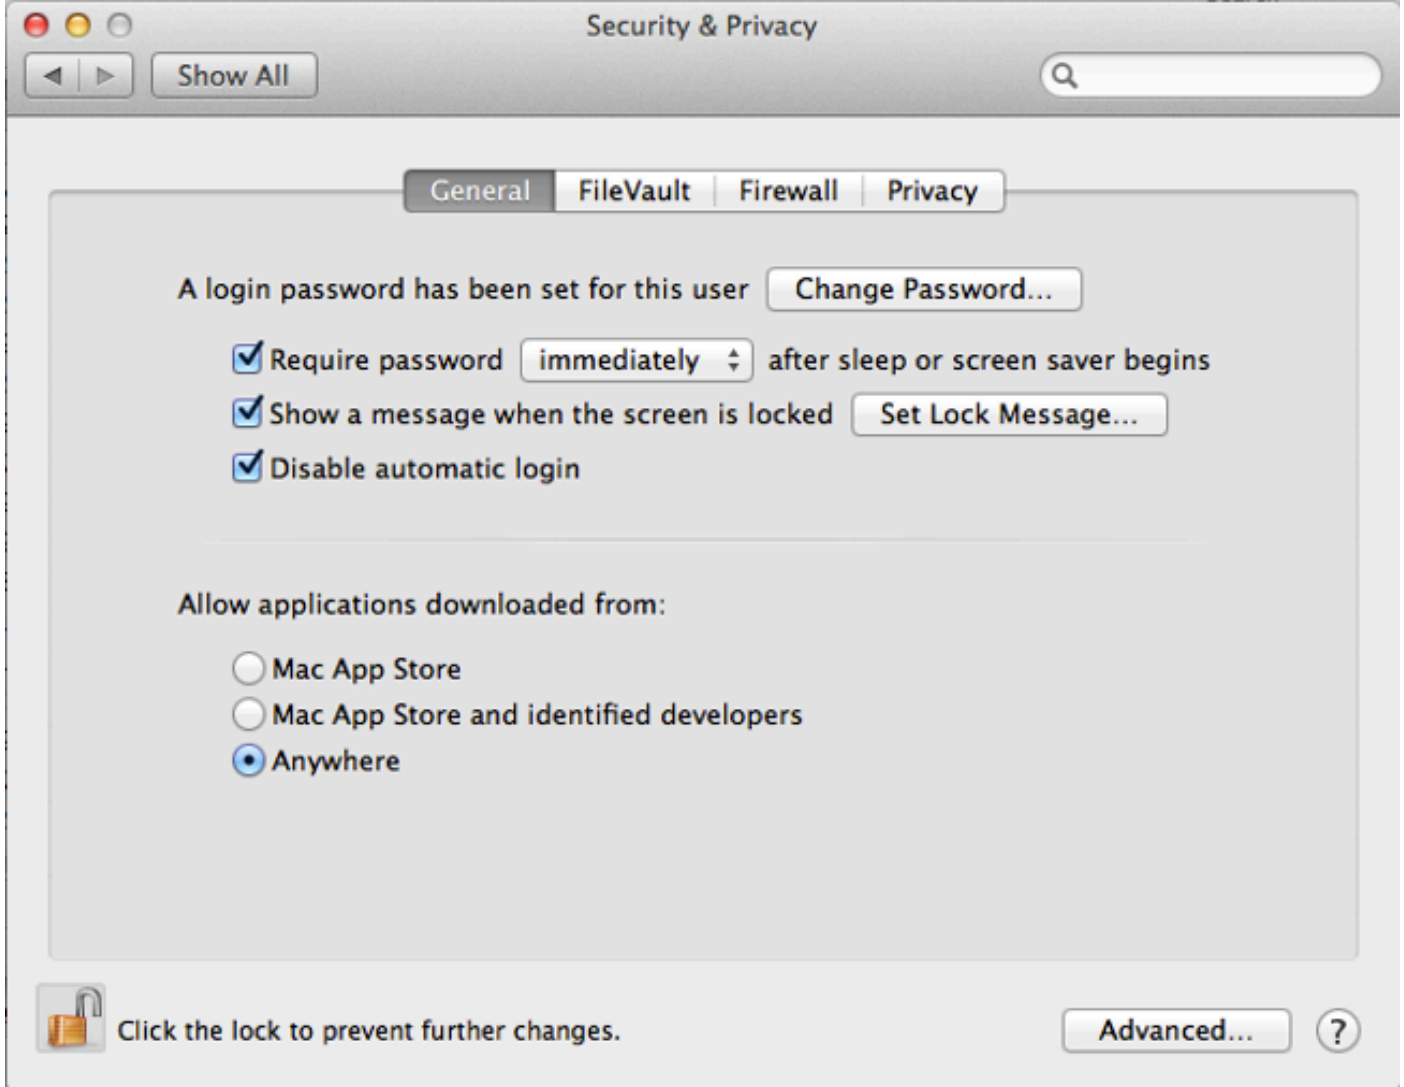 Security & Privacy
Show All
General FileVault Firewall Privacy
A login password has been set for this user Change Password...
Require password immediately after sleep or screen saver begins
Show a message when the screen is locked Set Lock Message...
Disable automatic login
Allow applications downloaded from:
Mac App Store
Mac App Store and identified developers
Anywhere
Click the lock to prevent further changes. Advanced... ?